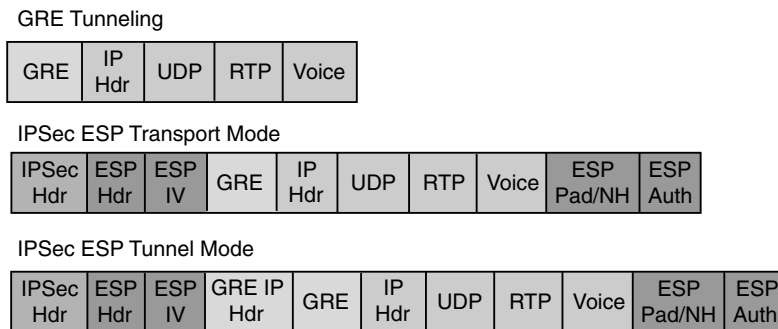 GRE Tunneling
GRE IP Hdr UDP RTP Voice
IPSec ESP Transport Mode
IPSec Hdr ESP Hdr ESP IV GRE IP Hdr UDP RTP Voice ESP Pad/NH ESP Auth
IPSec ESP Tunnel Mode
IPSec Hdr ESP Hdr ESP IV GRE IP Hdr GRE IP Hdr UDP RTP Voice ESP Pad/NH ESP Auth